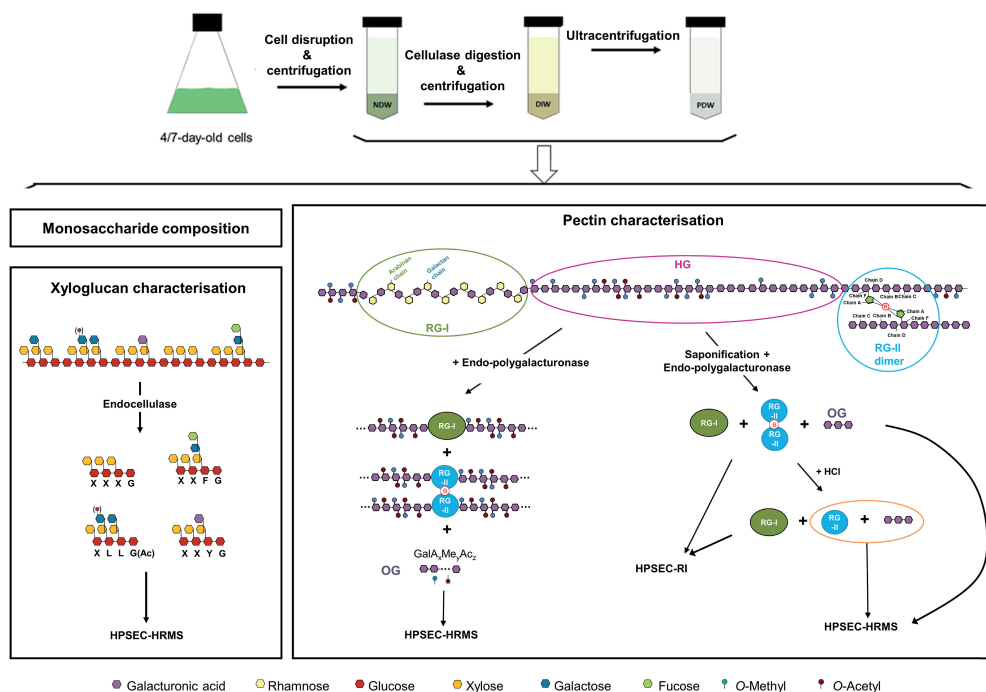 Cell disruption
&
centrifugation
Cellulase digestion
&
centrifugation
Ultracentrifugation
NDW
DIW
PDW
4/7-day-old cells
Monosaccharide composition
Xyloglucan characterisation
(•)
Endocellulase
X X X G
X X F G
(•)
X L L G(Ac)
X X Y G
HPSEC-HRMS
Pectin characterisation
Arabinan
chain
Galactan
chain
RG-I
HG
Chain D
Chain F
Chain B
Chain C
Chain A
B
Chain A
Chain C
Chain B
Chain F
Chain D
RG-II
dimer
+ Endo-polygalacturonase
Saponification +
Endo-polygalacturonase
RG-I
+
RG
-II
B
RG
-II
+
GalAxMeyAcz
OG
HPSEC-HRMS
RG-I
+
RG
-II
B
RG
-II
+
OG
+ HCl
RG-I
+
RG
-II
+
HPSEC-RI
HPSEC-HRMS
Galacturonic acid
Rhamnose
Glucose
Xylose
Galactose
Fucose
O-Methyl
O-Acetyl